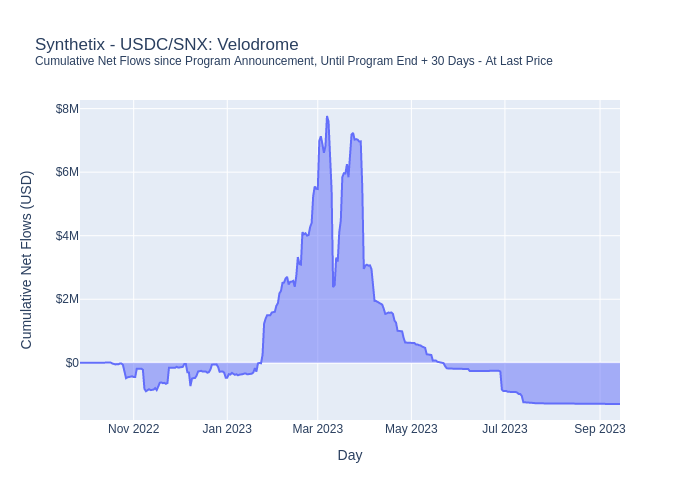 Synthetix - USDC/SNX: Velodrome
Cumulative Net Flows since Program Announcement, Until Program End + 30 Days - At Last Price
$8M
$6M
$4M
$2M
$0
Cumulative Net Flows (USD)
Nov 2022
Jan 2023
Mar 2023
May 2023
Jul 2023
Sep 2023
Day